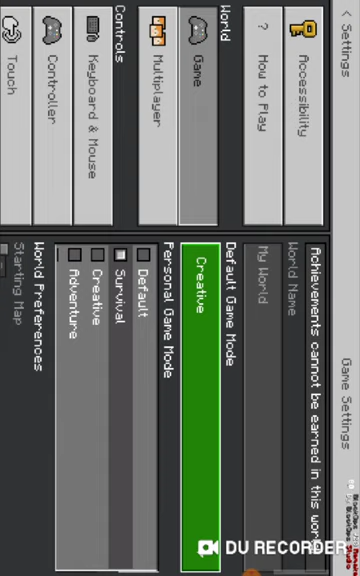 < Settings
Game Settings
Accessibility
? How to Play
World
Game
Multiplayer
Controls
Keyboard & Mouse
Controller
Touch
Achievements cannot be earned in this world
World Name
My World
Default Game Mode
Creative
Personal Game Mode
Default
Survival
Creative
Adventure
World Preferences
Starting Map
DU RECORDER